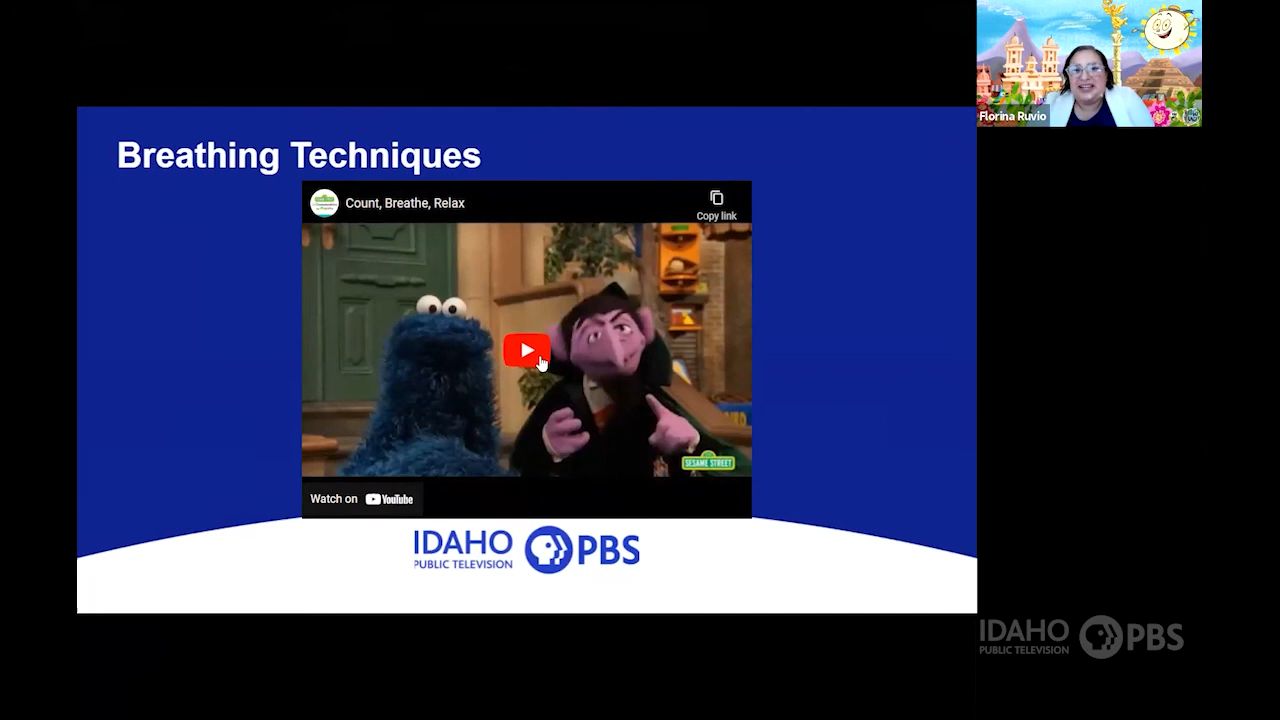 Florina Ruvio
Breathing Techniques
Count, Breathe, Relax
Copy link
SESAME STREET
Watch on YouTube
IDAHO
PUBLIC TELEVISION
PBS
IDAHO
PUBLIC TELEVISION
PBS